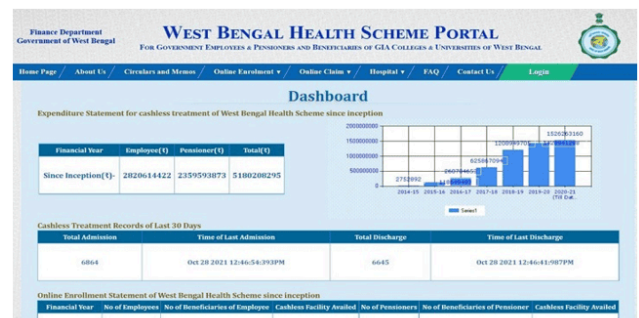 Finance Department
Government of West Bengal
WEST BENGAL HEALTH SCHEME PORTAL
FOR GOVERNMENT EMPLOYEES & PENSIONERS AND BENEFICIARIES OF GIA COLLEGES & UNIVERSITIES OF WEST BENGAL
Home Page / About Us / Circulars and Memos / Online Enrolment / Online Claim / Hospital / FAQ / Contact Us / Login
Dashboard
Expenditure Statement for cashless treatment of West Bengal Health Scheme since inception
2000000000
1500000000
1000000000
500000000
0
2732892
625867094
1526263160
2014-15 2015-16 2016-17 2017-18 2018-19 2019-20 2020-21
(Till Dat..
Series1
Financial Year Employee(₹) Pensioner(₹) Total(₹)
Since Inception(₹)- 2820614422 2359593873 5180208295
Cashless Treatment Records of Last 30 Days
Total Admission Time of Last Admission Total Discharge Time of Last Discharge
6864 Oct 28 2021 12:46:54:393PM 6645 Oct 28 2021 12:46:41:987PM
Online Enrollment Statement of West Bengal Health Scheme since inception
Financial Year No of Employees No of Beneficiaries of Employee Cashless Facility Availed No of Pensioners No of Beneficiaries of Pensioner Cashless Facility Availed